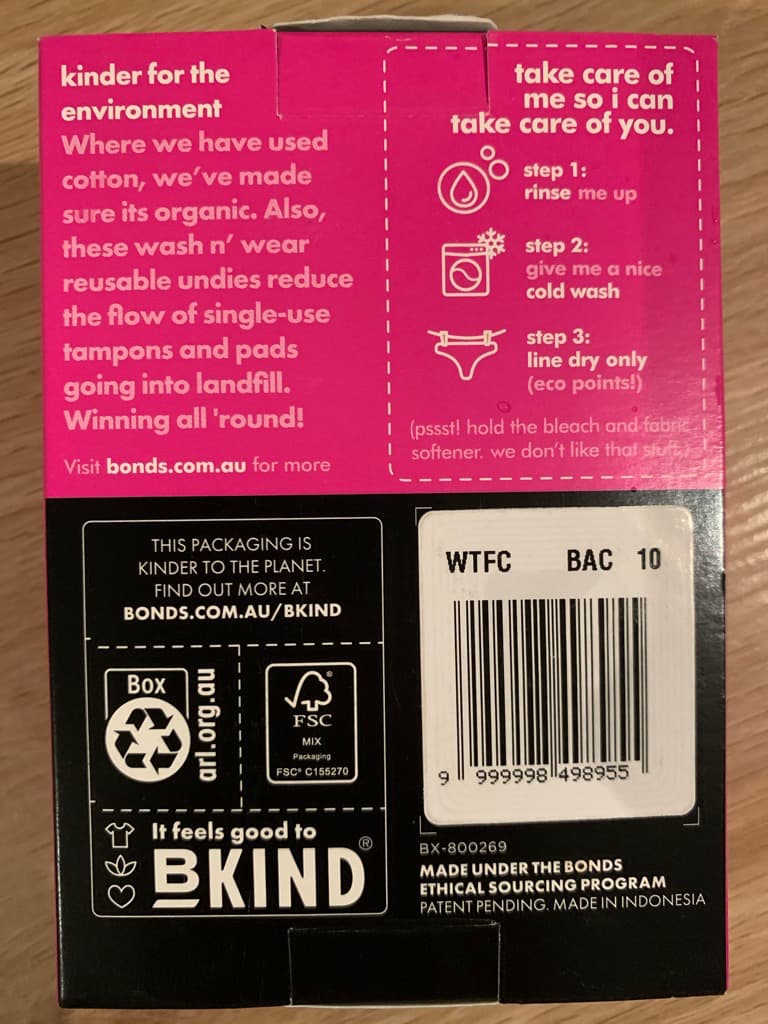 kinder for the
environment
Where we have used
cotton, we've made
sure its organic. Also,
these wash n' wear
reusable undies reduce
the flow of single-use
tampons and pads
going into landfill.
Winning all 'round!
Visit bonds.com.au for more
take care of
me so i can
take care of you.
step 1:
rinse me up
step 2:
give me a nice
cold wash
step 3:
line dry only
(eco points!)
(pssst! hold the bleach and fabric
softener. we don't like that stuff.)
THIS PACKAGING IS
KINDER TO THE PLANET.
FIND OUT MORE AT
BONDS.COM.AU/BKIND
Box
arl.org.au
FSC
®
MIX
Packaging
FSC® C155270
It feels good to
BKIND®
WTFC BAC 10
9 999998 498955
BX-800269
MADE UNDER THE BONDS
ETHICAL SOURCING PROGRAM
PATENT PENDING. MADE IN INDONESIA